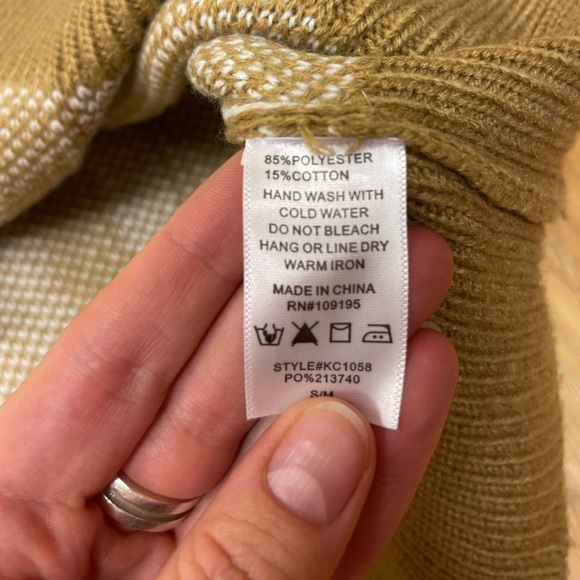 85%POLYESTER
15%COTTON
HAND WASH WITH
COLD WATER
DO NOT BLEACH
HANG OR LINE DRY
WARM IRON
MADE IN CHINA
RN#109195
STYLE#KC1058
PO%213740
S/M